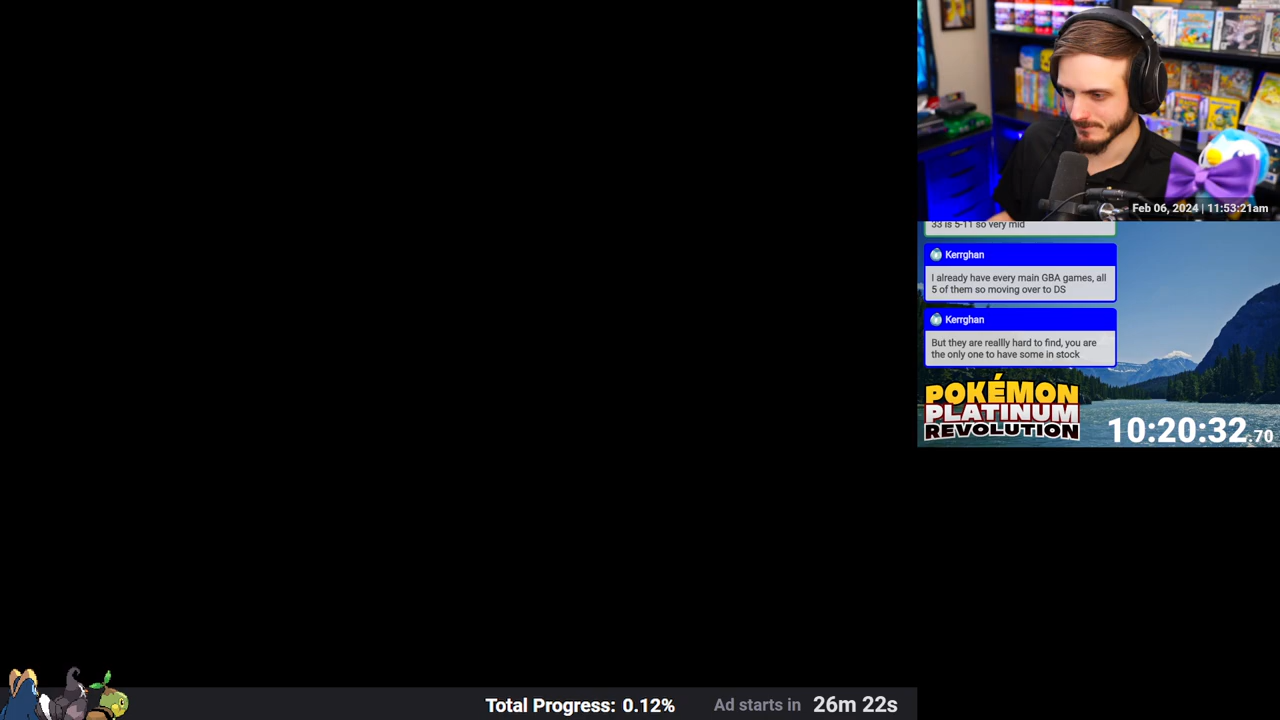 Feb 06, 2024 | 11:53:21am
33 is 5-11 so very mid
Kerrghan
I already have every main GBA games, all
5 of them so moving over to DS
Kerrghan
But they are reallly hard to find, you are
the only one to have some in stock
POKÉMON
PLATINUM
REVOLUTION
10:20:32.70
Total Progress: 0.12%
Ad starts in 26m 22s